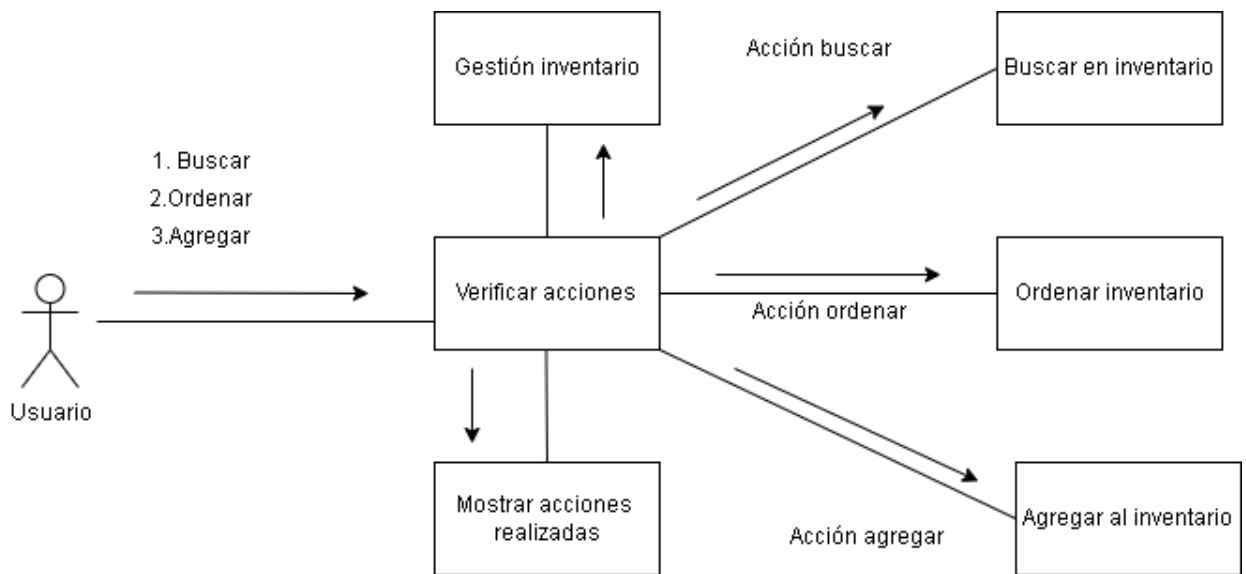 Gestión inventario
Acción buscar
Buscar en inventario
1. Buscar
2.Ordenar
3.Agregar
Verificar acciones
Acción ordenar
Ordenar inventario
Usuario
Mostrar acciones
realizadas
Acción agregar
Agregar al inventario